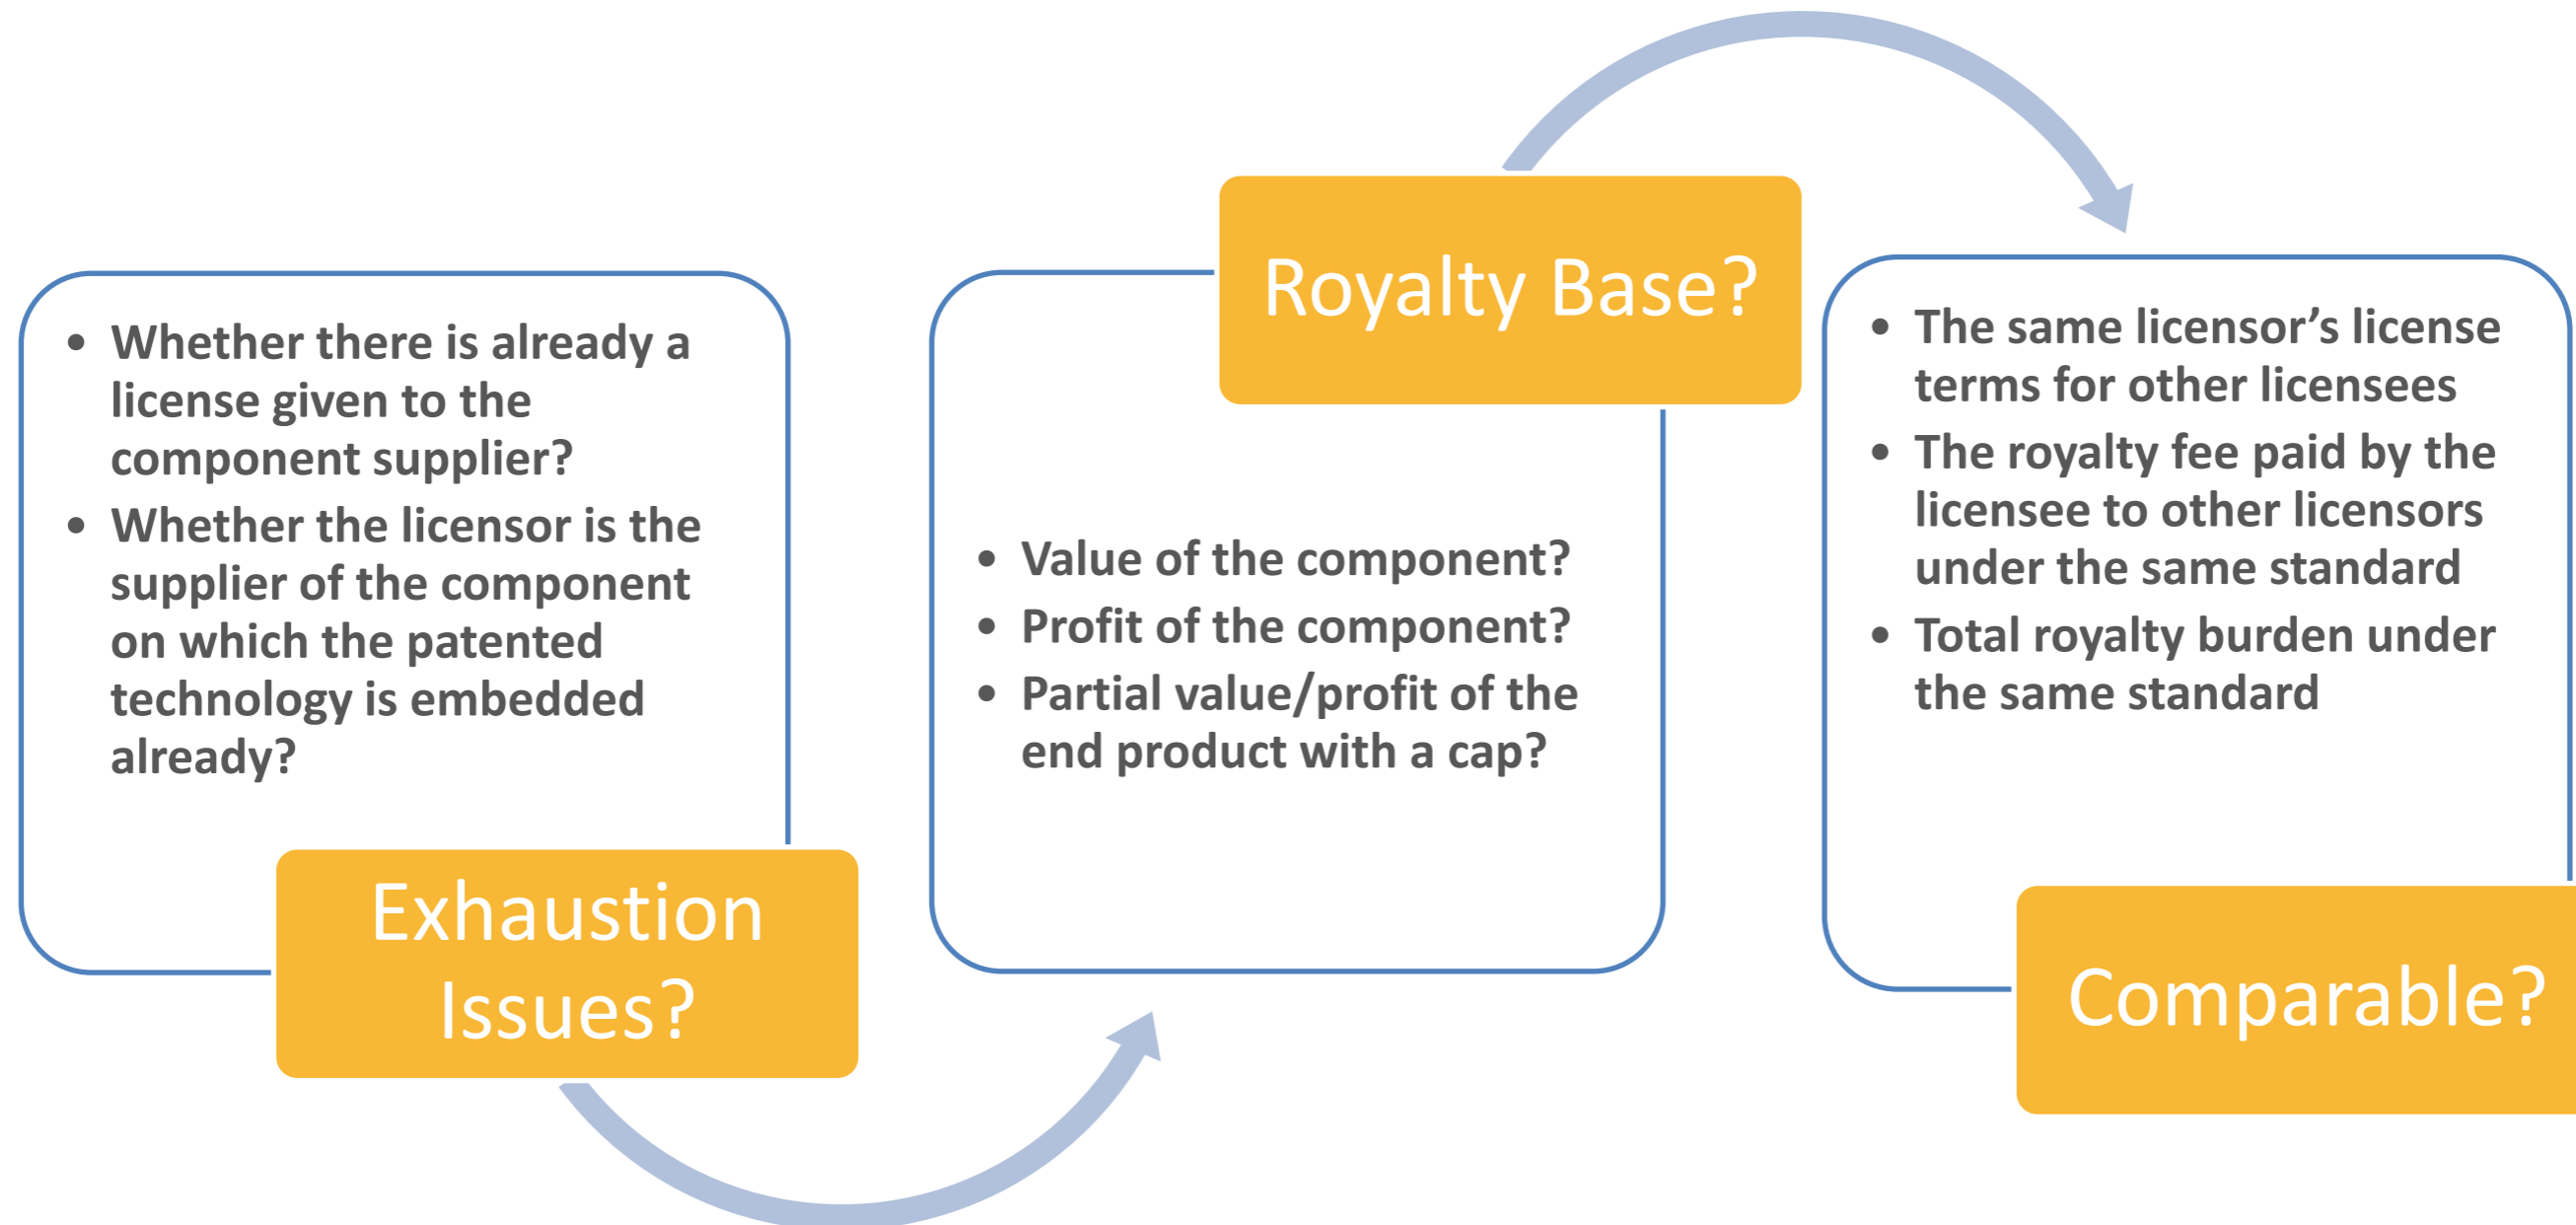 • Whether there is already a
license given to the
component supplier?
• Whether the licensor is the
supplier of the component
on which the patented
technology is embedded
already?
Exhaustion
Issues?
Royalty Base?
• Value of the component?
• Profit of the component?
• Partial value/profit of the
end product with a cap?
• The same licensor’s license
terms for other licensees
• The royalty fee paid by the
licensee to other licensors
under the same standard
• Total royalty burden under
the same standard
Comparable?